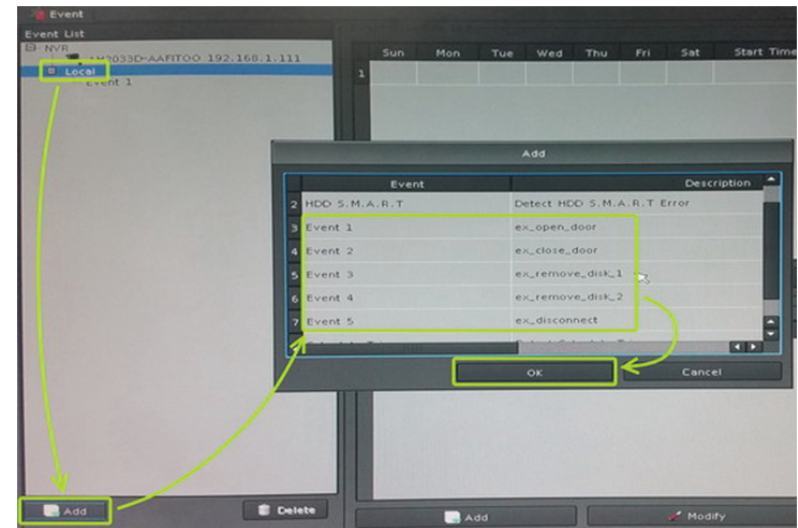 Event
Event List
NVR
192.168.1.111
Local
Event 1
Sun Mon Tue Wed Thu Fri Sat Start Time
1
Add
Event Description
2 HDD S.M.A.R.T Detect HDD S.M.A.R.T Error
3 Event 1 ex_open_door
4 Event 2 ex_close_door
5 Event 3 ex_remove_disk_1
6 Event 4 ex_remove_disk_2
7 Event 5 ex_disconnect
OK Cancel
Add Delete Add Modify